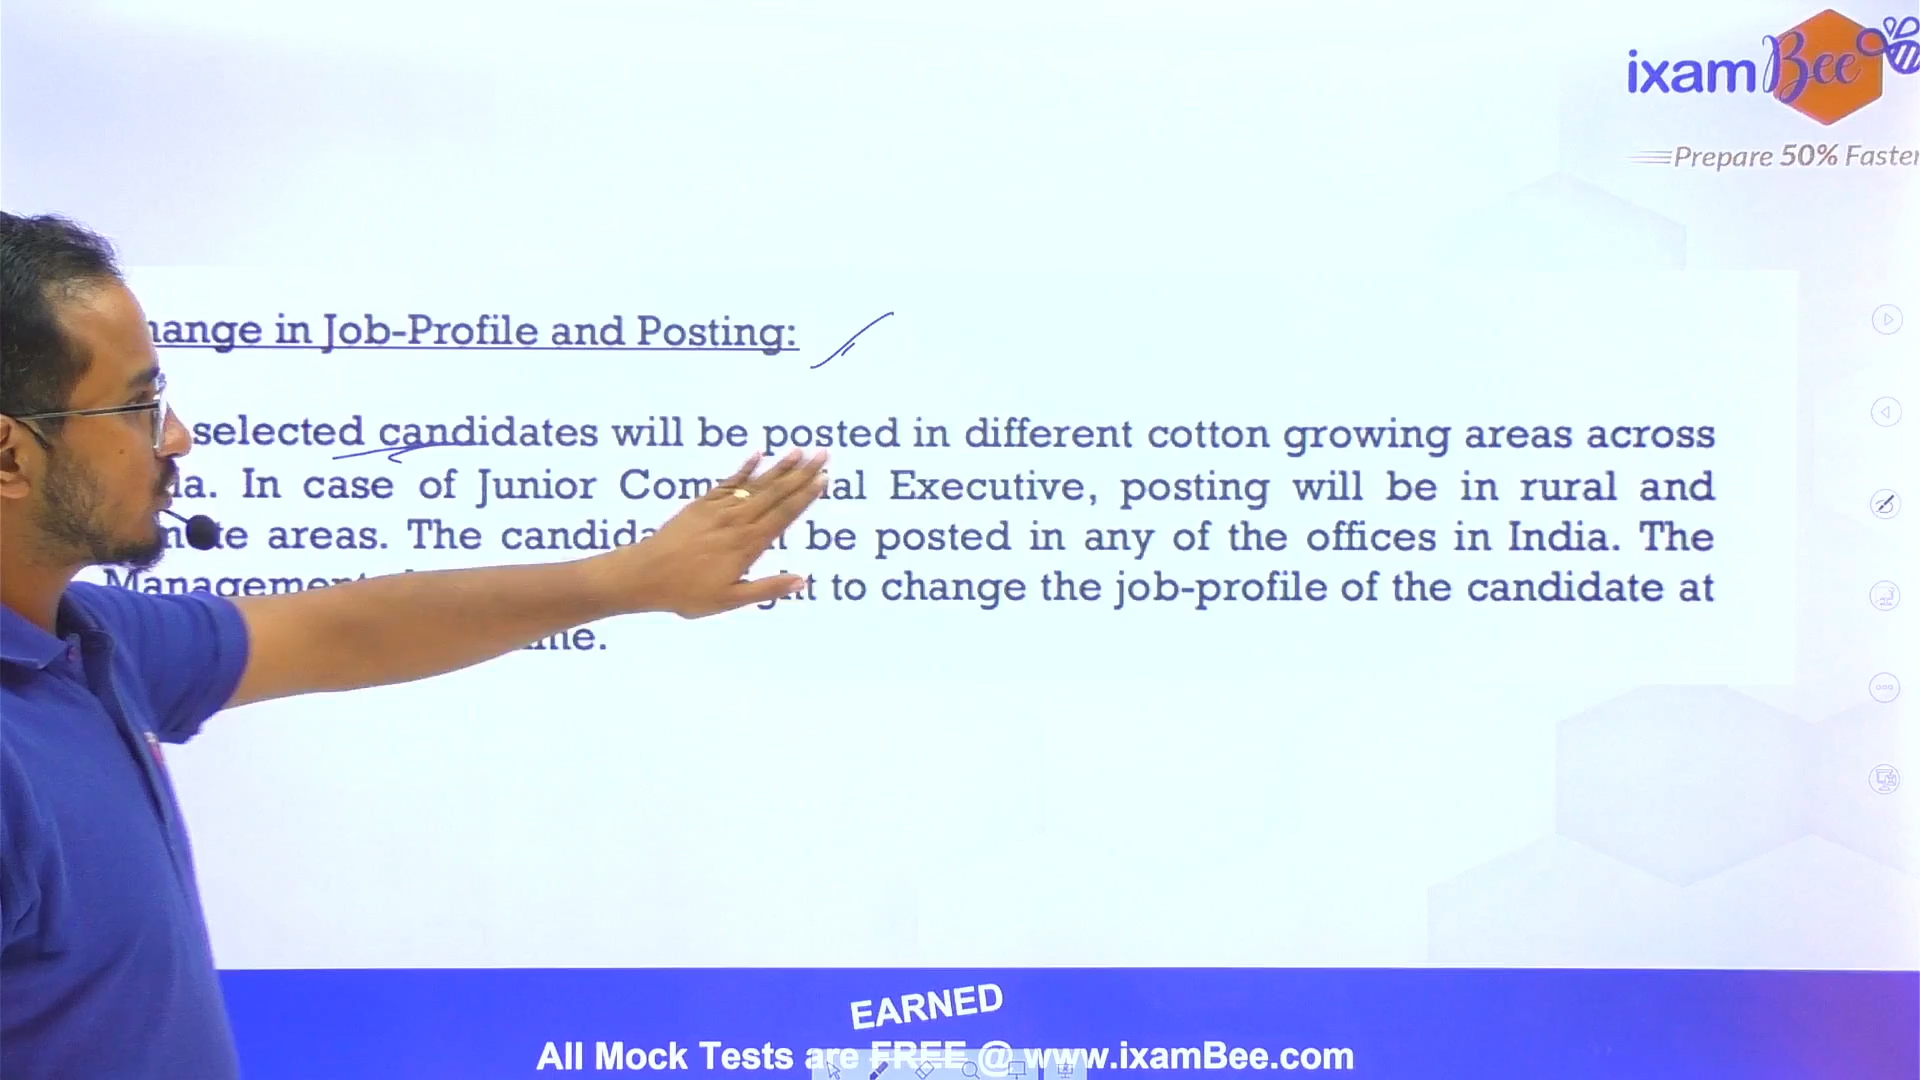 ixamBee
Prepare 50% Faster
hange in Job-Profile and Posting:
selected candidates will be posted in different cotton growing areas across
In case of Junior Executive, posting will be in rural and
areas. The be posted in any of the offices in India. The
to change the job-profile of the candidate at
EARNED
All Mock Tests are FREE @ www.ixamBee.com